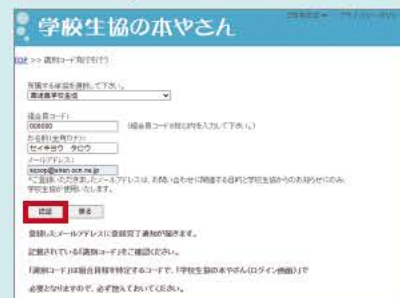 学校生協の本やさん
TOP >> 識別コード発行を行う
所属する単協を選択して下さい。
組合員コード:
008680 (組合員コード8桁以内を入力して下さい。)
お名前(全角カナ):
セイキヨウ タロウ
メールアドレス:
*ご登録いただきましたメールアドレスは、お問い合わせに関連する目的と学校生協からのお知らせにのみ、
学校生協が使用いたします。
認証 戻る
登録したメールアドレスに登録完了通知が届きます。
記載されている「識別コード」をご確認ください。
「識別コード」は組合員様を特定するコードで、「学校生協の本やさん(ログイン画面)」で
必要となりますので、必ず控えておいてください。